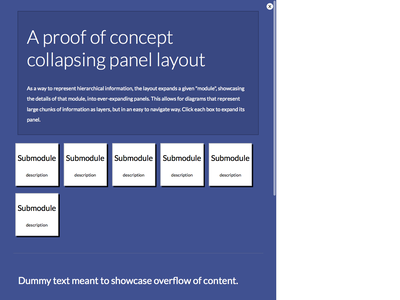 A proof of concept
collapsing panel layout
As a way to represent hierarchical information, the layout expands a given "module", showcasing
the details of that module, into ever-expanding panels. This allows for diagrams that represent
large chunks of information as layers, but in an easy to navigate way. Click each box to expand its
panel.
Submodule Submodule Submodule Submodule Submodule
description description description description description
Submodule
description
Dummy text meant to showcase overflow of content.